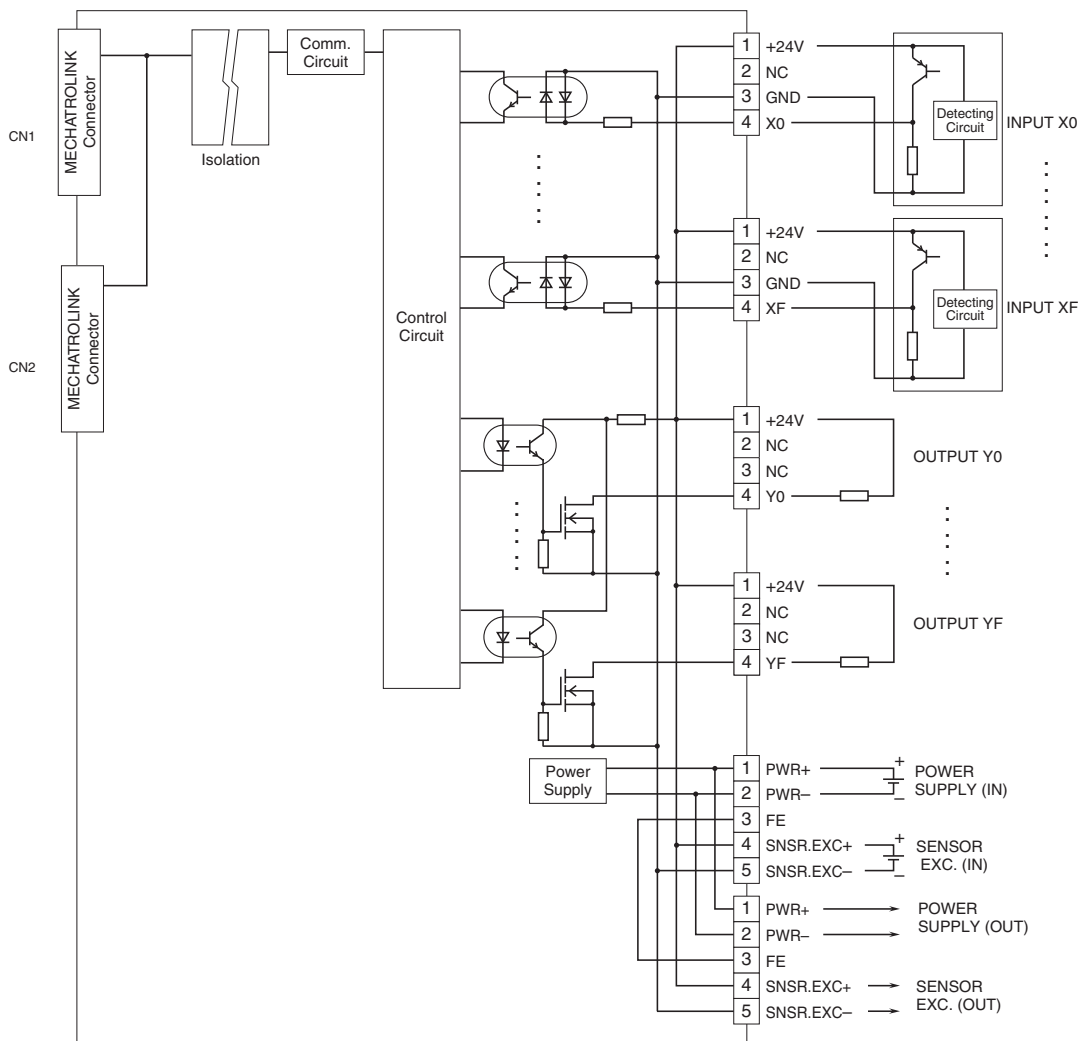 CN1
MECHATROLINK
Connector
Isolation
Comm.
Circuit
CN2
MECHATROLINK
Connector
Control
Circuit
1 +24V
2 NC
3 GND
4 X0
Detecting
Circuit
INPUT X0
1 +24V
2 NC
3 GND
4 XF
Detecting
Circuit
INPUT XF
1 +24V
2 NC
3 NC
4 Y0
OUTPUT Y0
1 +24V
2 NC
3 NC
4 YF
OUTPUT YF
Power
Supply
1 PWR+
2 PWR–
3 FE
4 SNSR.EXC+
5 SNSR.EXC–
+
–
POWER
SUPPLY (IN)
+
–
SENSOR
EXC. (IN)
1 PWR+
2 PWR–
3 FE
4 SNSR.EXC+
5 SNSR.EXC–
POWER
SUPPLY (OUT)
SENSOR
EXC. (OUT)